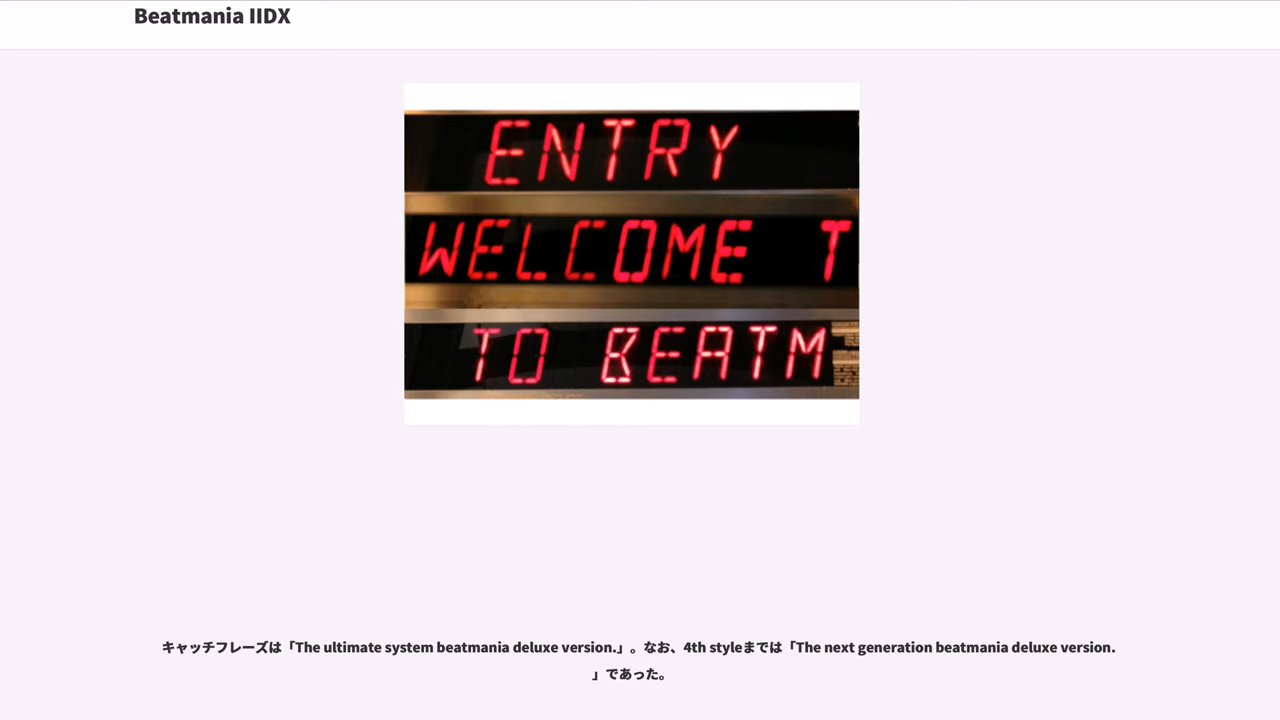 Beatmania IIDX
ENTRY
WELCOME T
TO BEATM
キャッチフレーズは「The ultimate system beatmania deluxe version.」。なお、4th styleまでは「The next generation beatmania deluxe version.
」であった。